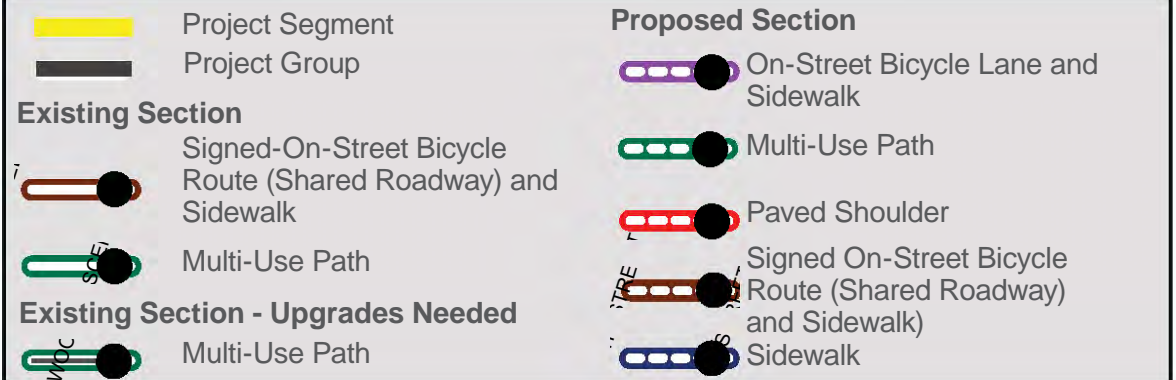 Project Segment
Project Group
Existing Section
Signed-On-Street Bicycle
Route (Shared Roadway) and
Sidewalk
Multi-Use Path
Existing Section - Upgrades Needed
Multi-Use Path
Proposed Section
On-Street Bicycle Lane and
Sidewalk
Multi-Use Path
Paved Shoulder
Signed On-Street Bicycle
Route (Shared Roadway)
and Sidewalk)
Sidewalk